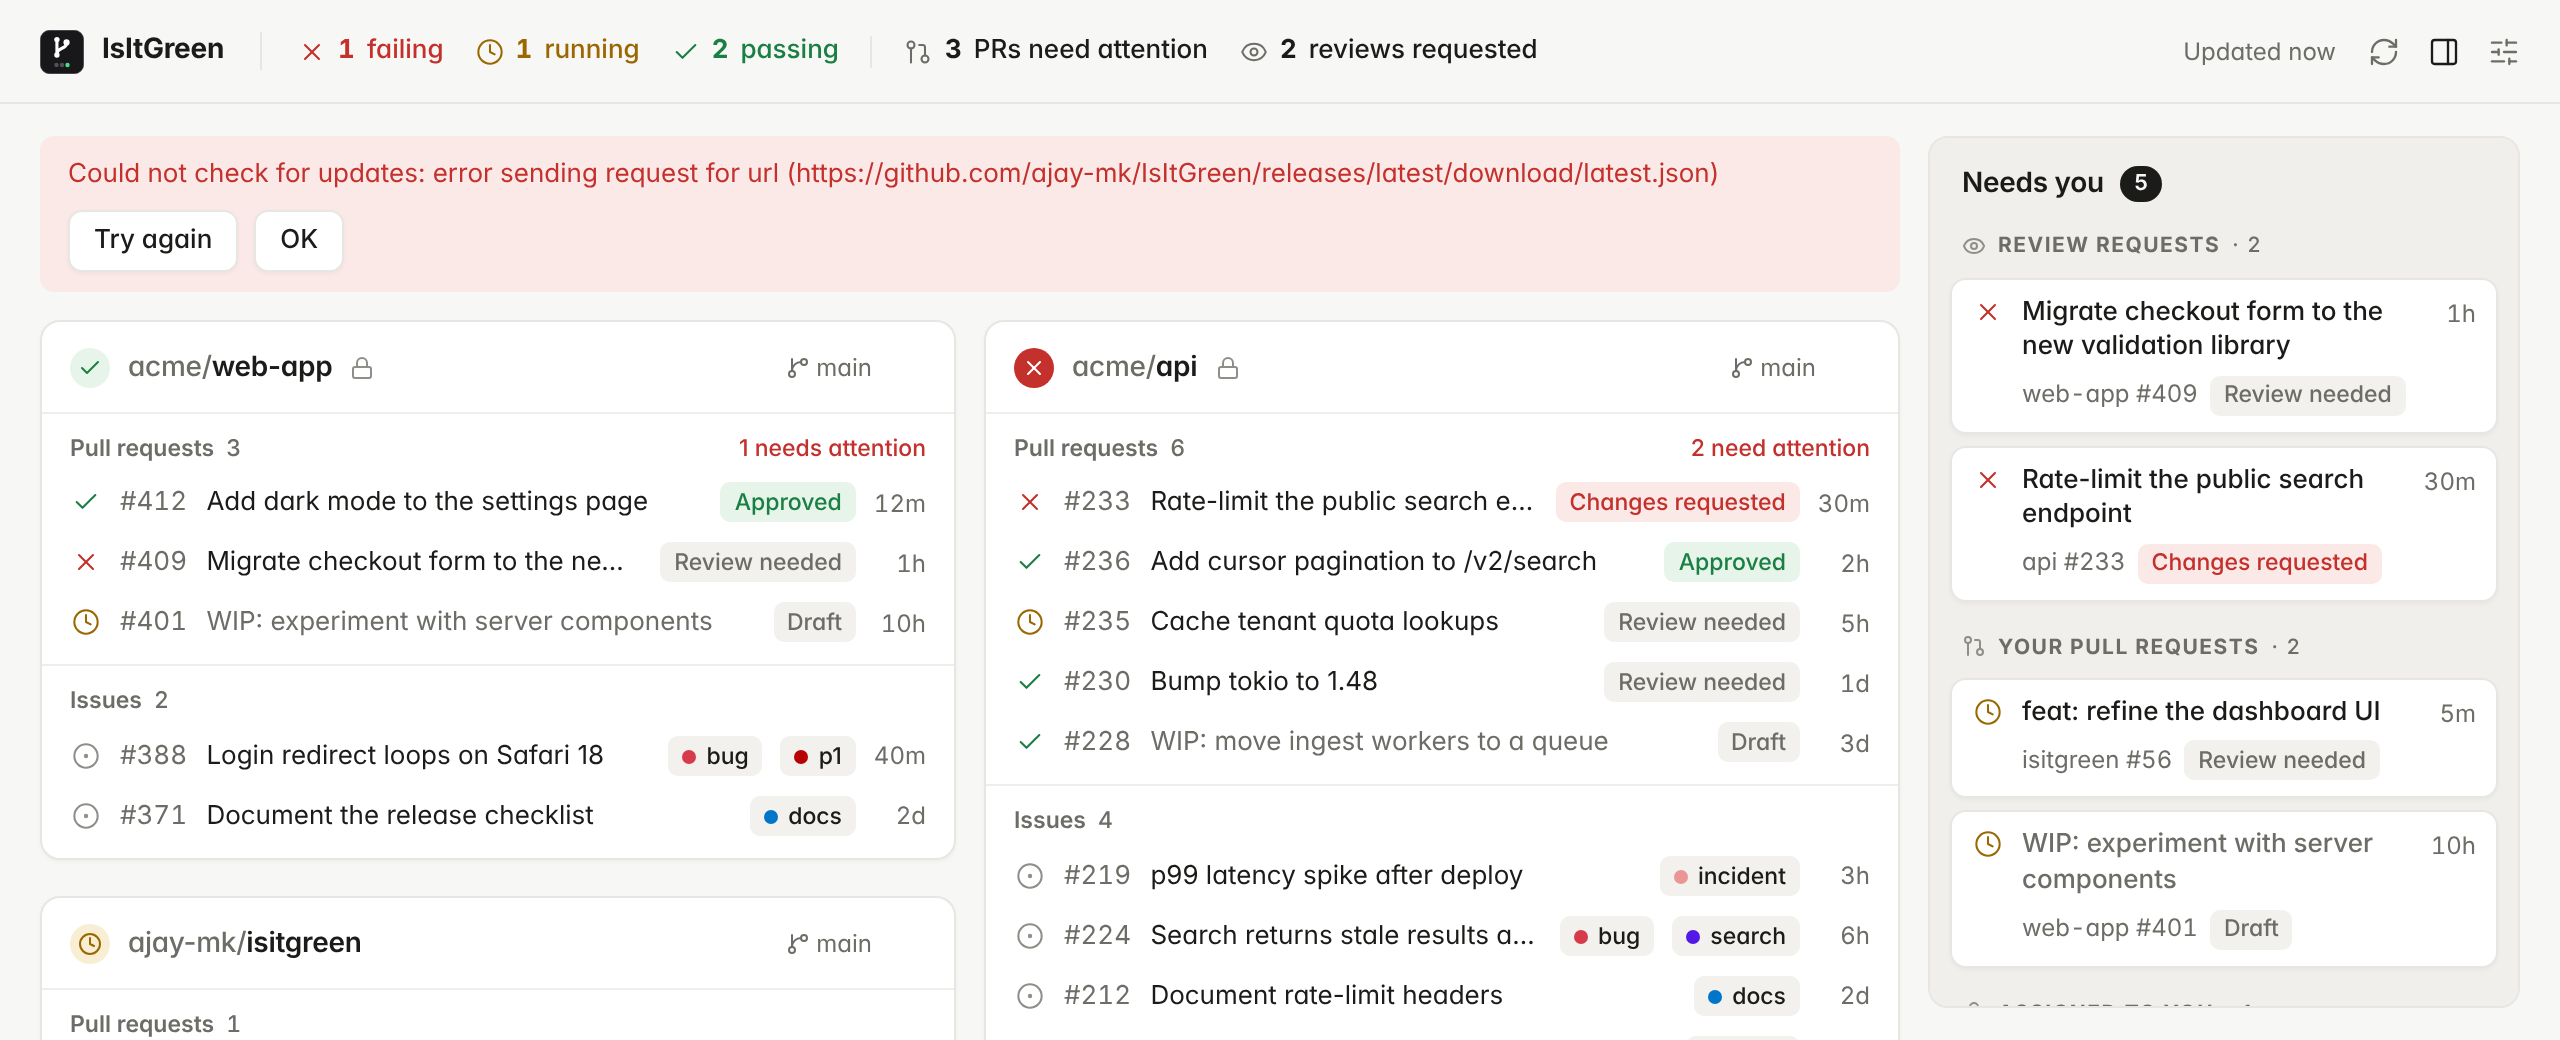 IsItGreen
1 failing
1 running
2 passing
3 PRs need attention
2 reviews requested
Updated now
Could not check for updates: error sending request for url (https://github.com/ajay-mk/IsItGreen/releases/latest/download/latest.json)
Try again
OK
acme/web-app
main
Pull requests 3
1 needs attention
#412 Add dark mode to the settings page Approved 12m
#409 Migrate checkout form to the ne... Review needed 1h
#401 WIP: experiment with server components Draft 10h
Issues 2
#388 Login redirect loops on Safari 18 bug p1 40m
#371 Document the release checklist docs 2d
ajay-mk/isitgreen
main
Pull requests 1
acme/api
main
Pull requests 6
2 need attention
#233 Rate-limit the public search e... Changes requested 30m
#236 Add cursor pagination to /v2/search Approved 2h
#235 Cache tenant quota lookups Review needed 5h
#230 Bump tokio to 1.48 Review needed 1d
#228 WIP: move ingest workers to a queue Draft 3d
Issues 4
#219 p99 latency spike after deploy incident 3h
#224 Search returns stale results a... bug search 6h
#212 Document rate-limit headers docs 2d
Needs you 5
REVIEW REQUESTS · 2
Migrate checkout form to the 1h
new validation library
web-app #409 Review needed
Rate-limit the public search 30m
endpoint
api #233 Changes requested
YOUR PULL REQUESTS · 2
feat: refine the dashboard UI 5m
isitgreen #56 Review needed
WIP: experiment with server 10h
components
web-app #401 Draft